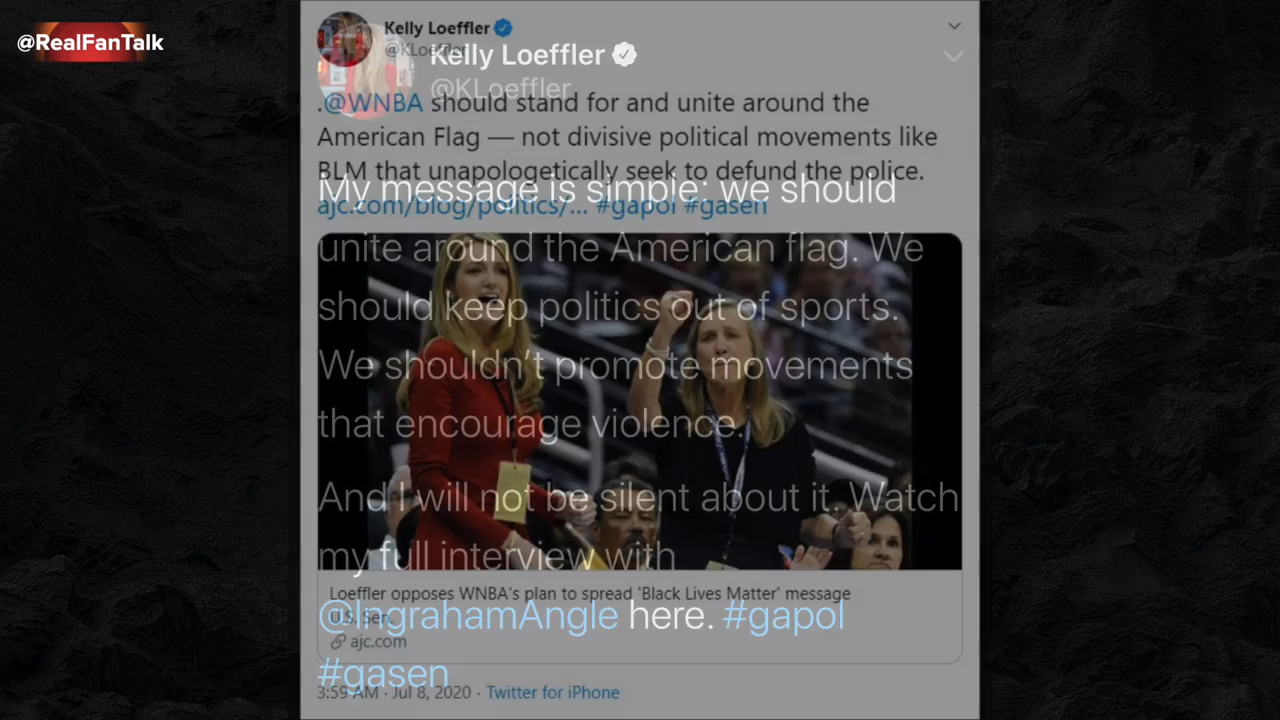 @RealFanTalk
Kelly Loeffler
@KLoeffler
.@WNBA should stand for and unite around the
American Flag — not divisive political movements like
BLM that unapologetically seek to defund the police.
ajc.com/blog/politics/... #gapol #gasen
Loeffler opposes WNBA's plan to spread 'Black Lives Matter' message
U.S. Sen.
ajc.com
3:59 AM · Jul 8, 2020 · Twitter for iPhone
Kelly Loeffler
@KLoeffler
My message is simple: we should
unite around the American flag. We
should keep politics out of sports.
We shouldn't promote movements
that encourage violence.
And I will not be silent about it. Watch
my full interview with
@IngrahamAngle here. #gapol
#gasen